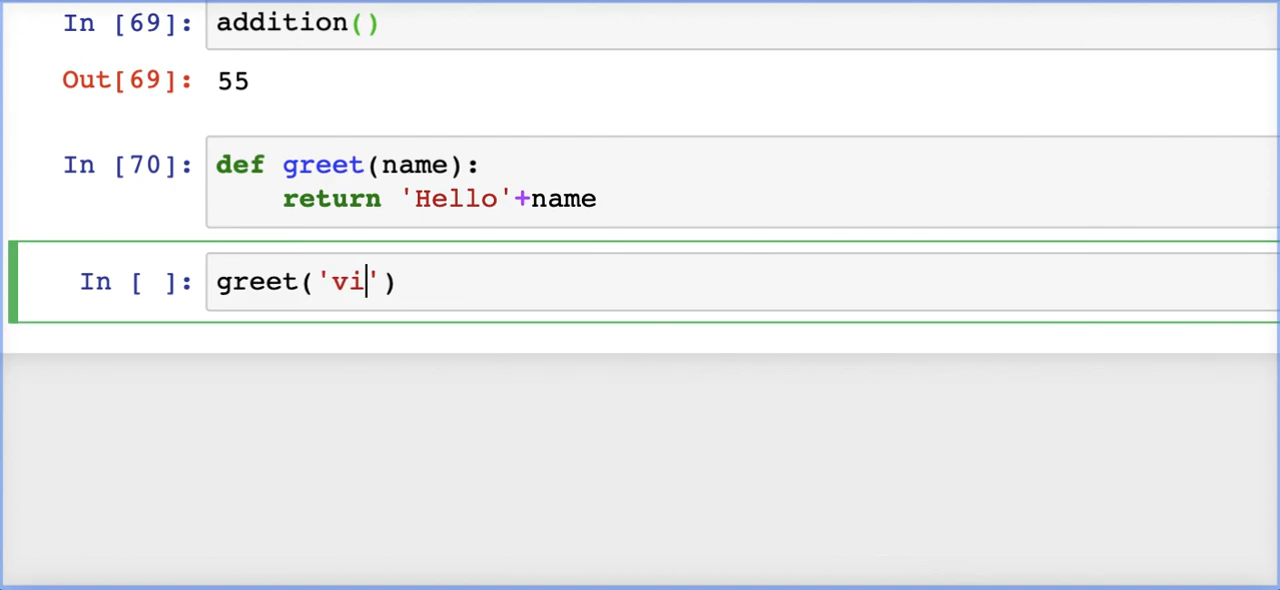 In [69]: addition()
Out[69]: 55
In [70]: def greet(name):
return 'Hello'+name
In [ ]: greet('vi')